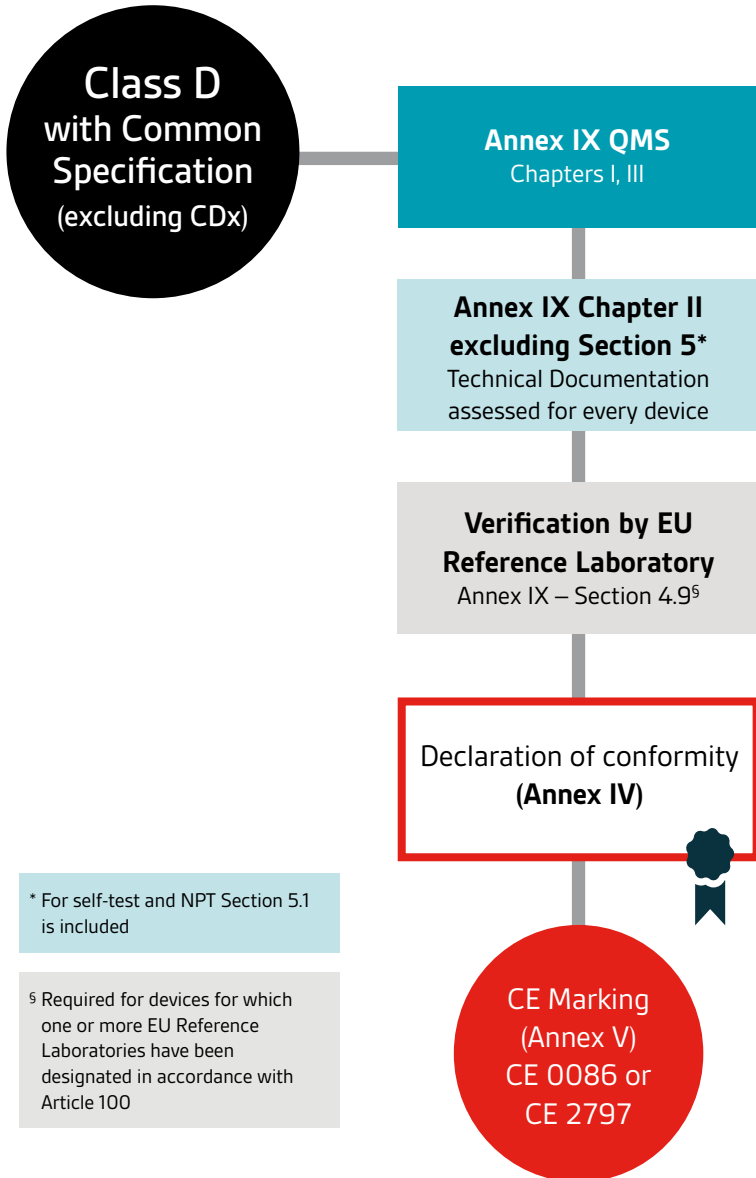 Class D
with Common
Specification
(excluding CDx)
Annex IX QMS
Chapters I, III
Annex IX Chapter II
excluding Section 5*
Technical Documentation
assessed for every device
Verification by EU
Reference Laboratory
Annex IX – Section 4.9§
Declaration of conformity
(Annex IV)
* For self-test and NPT Section 5.1
is included
§ Required for devices for which
one or more EU Reference
Laboratories have been
designated in accordance with
Article 100
CE Marking
(Annex V)
CE 0086 or
CE 2797